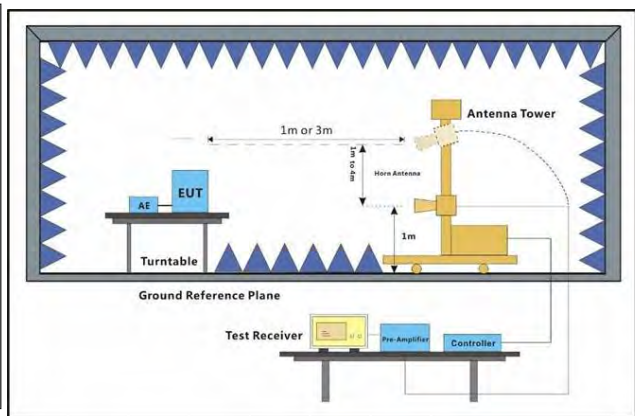 Antenna Tower
1m or 3m
1m to 4m
Horn Antenna
EUT
AE
1m
Turntable
Ground Reference Plane
Test Receiver
Pre-Amplifier
Controller